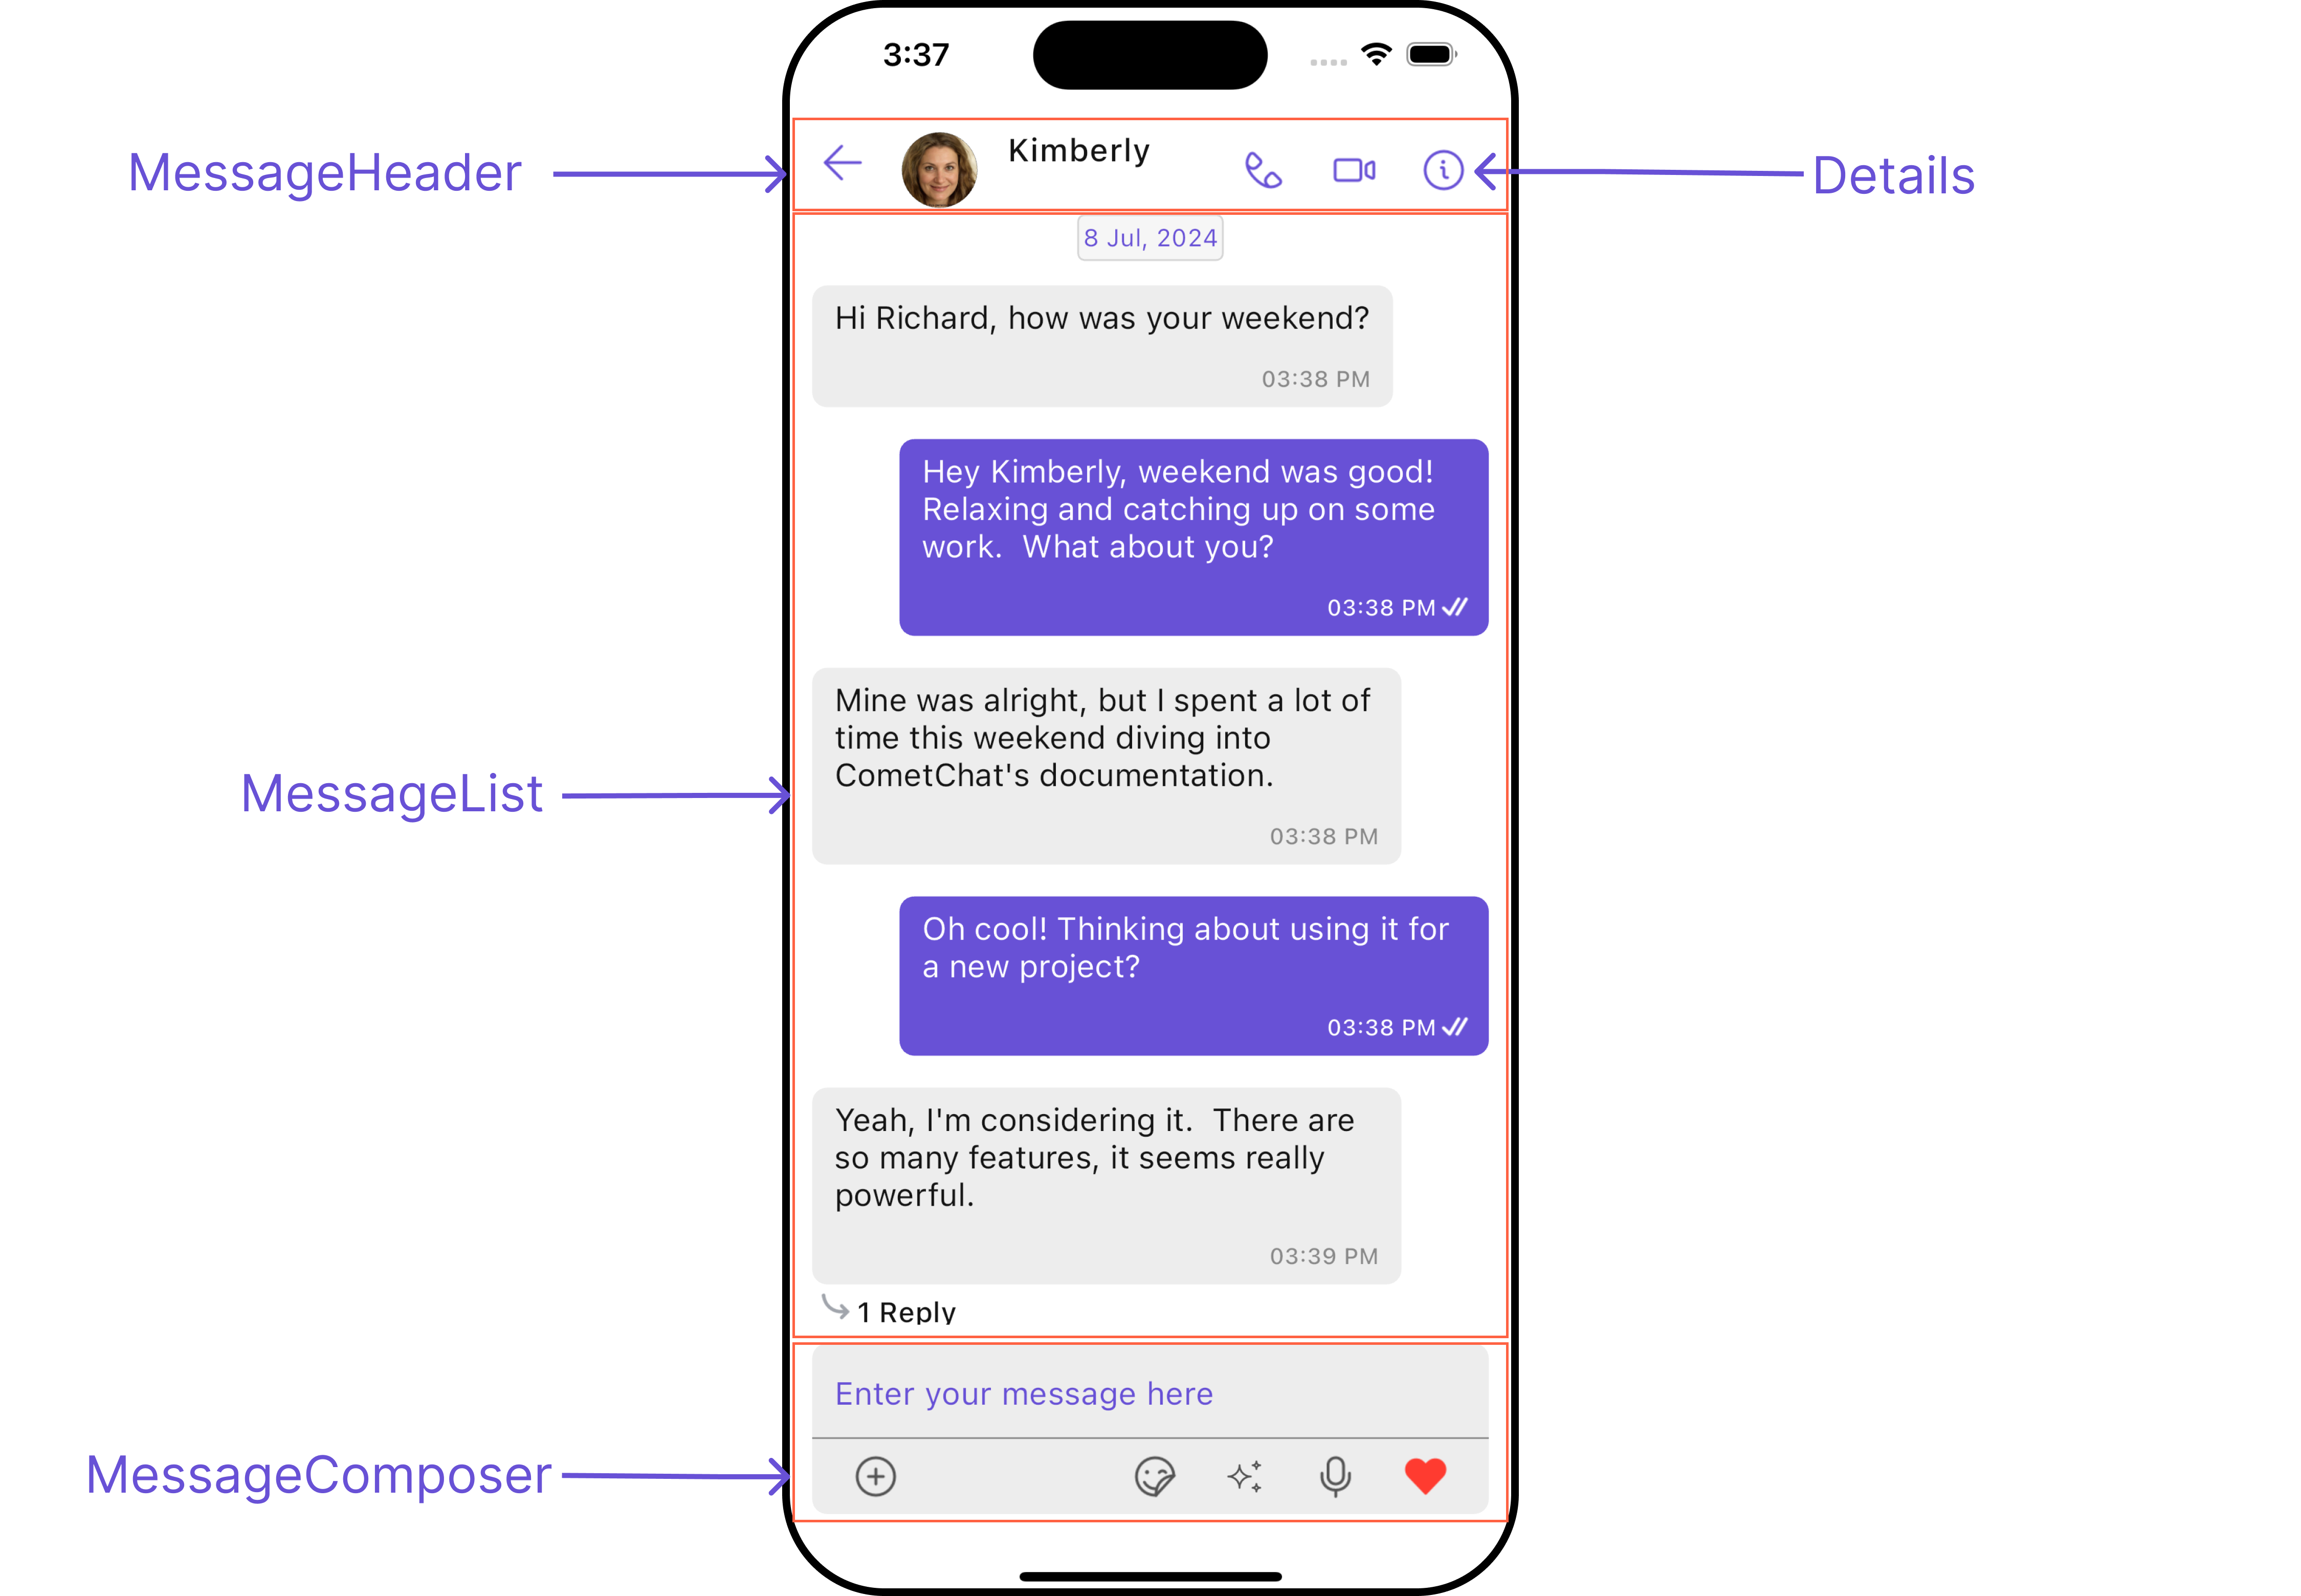 3:37
MessageHeader
Kimberly
Details
8 Jul, 2024
Hi Richard, how was your weekend?
03:38 PM
Hey Kimberly, weekend was good!
Relaxing and catching up on some
work.  What about you?
03:38 PM
Mine was alright, but I spent a lot of
time this weekend diving into
CometChat's documentation.
MessageList
03:38 PM
Oh cool! Thinking about using it for
a new project?
03:38 PM
Yeah, I'm considering it.  There are
so many features, it seems really
powerful.
03:39 PM
1 Reply
Enter your message here
MessageComposer